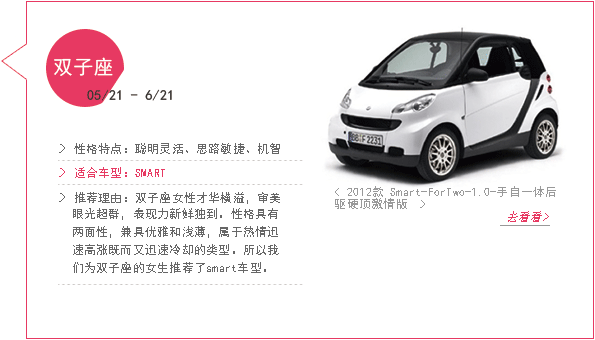 双子座
05/21 - 6/21
> 性格特点：聪明灵活、思路敏捷、机智
> 适合车型：SMART
> 推荐理由：双子座女性才华横溢，审美
眼光超群，表现力新鲜独到。性格具有
两面性，兼具优雅和浅薄，属于热情迅
速高涨既而又迅速冷却的类型。所以我
们为双子座的女生推荐了smart车型。
BB·F 2231
< 2012款 Smart-ForTwo-1.0-手自一体后
驱硬顶激情版 >
去看看>